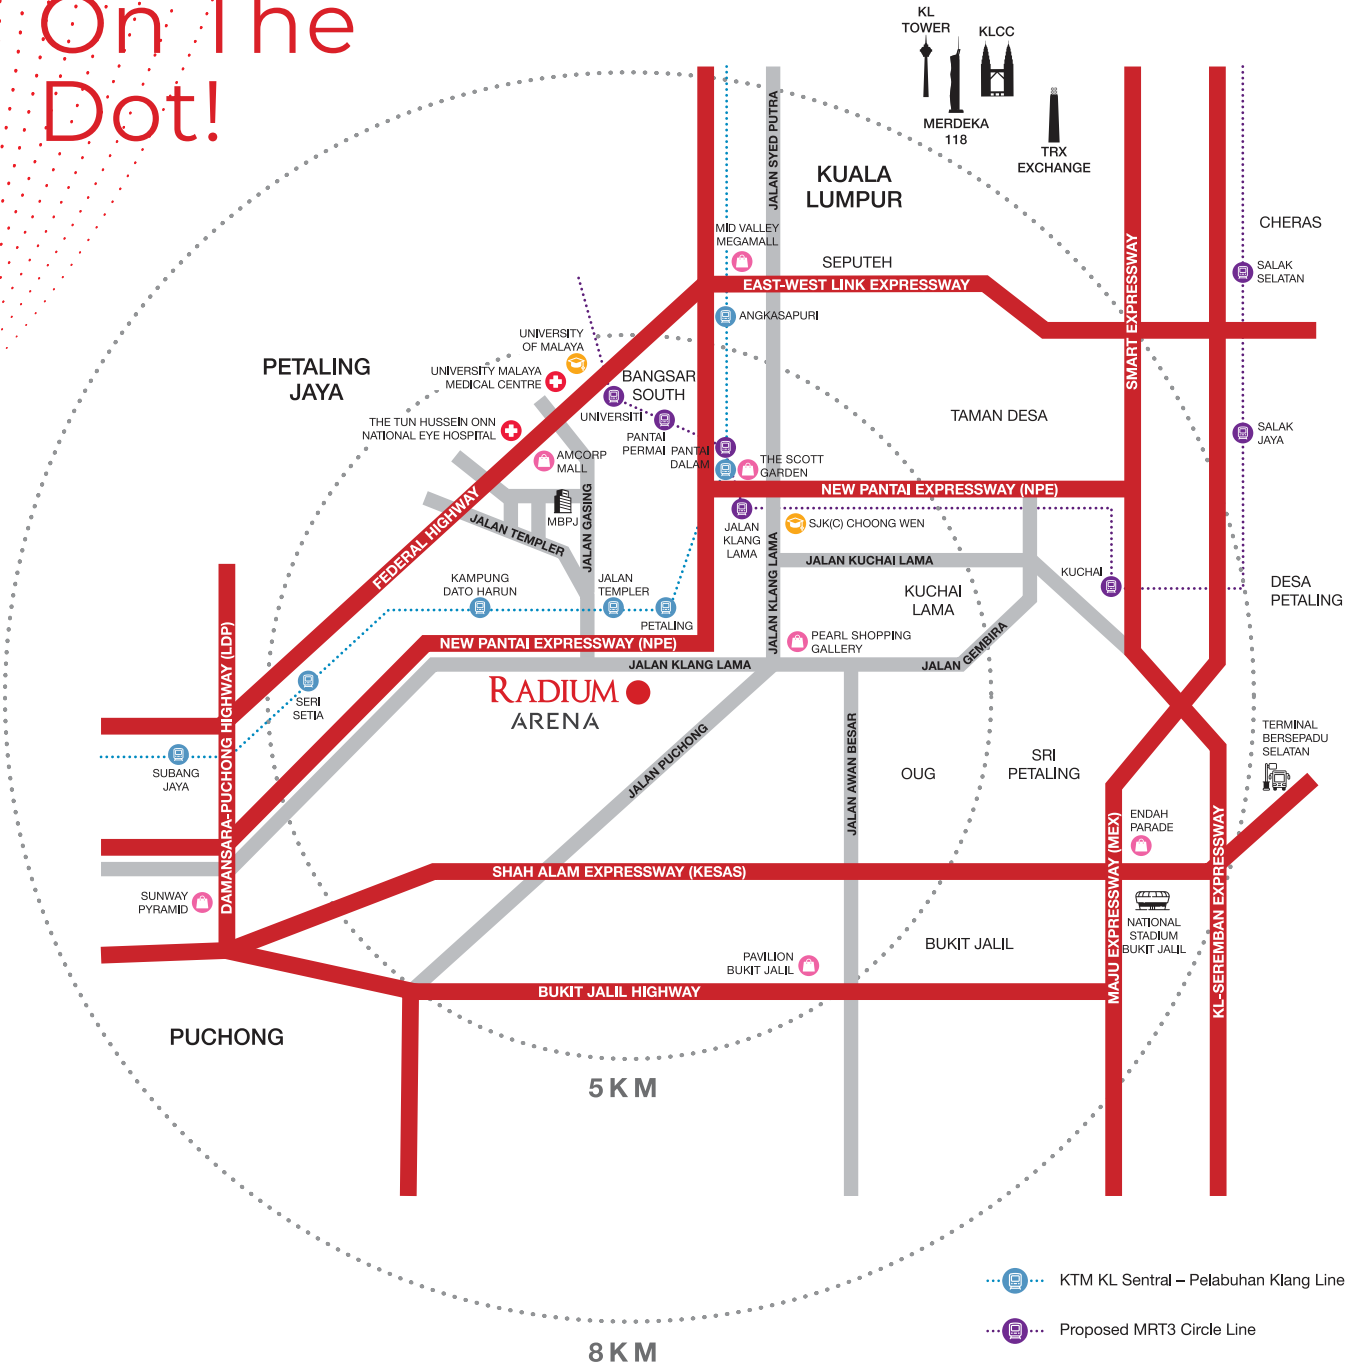 On The
Dot!
KL
TOWER
KLCC
MERDEKA
118
TRX
EXCHANGE
JALAN SYED PUTRA
KUALA
LUMPUR
CHERAS
MID VALLEY
MEGAMALL
SEPUTEH
SALAK
SELATAN
EAST-WEST LINK EXPRESSWAY
SMART EXPRESSWAY
ANGKASAPURI
UNIVERSITY
OF MALAYA
PETALING
JAYA
UNIVERSITY MALAYA
MEDICAL CENTRE
BANGSAR
SOUTH
UNIVERSITI
TAMAN DESA
THE TUN HUSSEIN ONN
NATIONAL EYE HOSPITAL
PANTAI
PERMAI
PANTAI
DALAM
SALAK
JAYA
AMCORP
MALL
THE SCOTT
GARDEN
NEW PANTAI EXPRESSWAY (NPE)
FEDERAL HIGHWAY
MBPJ
JALAN GASING
JALAN TEMPLER
JALAN
KLANG
LAMA
SJK(C) CHOONG WEN
JALAN KUCHAI LAMA
JALAN KLANG LAMA
KUCHAI
KAMPUNG
DATO HARUN
JALAN
TEMPLER
PETALING
KUCHAI
LAMA
DESA
PETALING
NEW PANTAI EXPRESSWAY (NPE)
PEARL SHOPPING
GALLERY
JALAN GEMBIRA
JALAN KLANG LAMA
DAMANSARA-PUCHONG HIGHWAY (LDP)
SERI
SETIA
RADIUM
ARENA
SUBANG
JAYA
JALAN PUCHONG
JALAN AWAN BESAR
OUG
SRI
PETALING
TERMINAL
BERSEPADU
SELATAN
ENDAH
PARADE
MAJU EXPRESSWAY (MEX)
KL-SEREMBAN EXPRESSWAY
SHAH ALAM EXPRESSWAY (KESAS)
SUNWAY
PYRAMID
NATIONAL
STADIUM
BUKIT JALIL
BUKIT JALIL
PAVILION
BUKIT JALIL
BUKIT JALIL HIGHWAY
PUCHONG
5KM
KTM KL Sentral – Pelabuhan Klang Line
Proposed MRT3 Circle Line
8KM